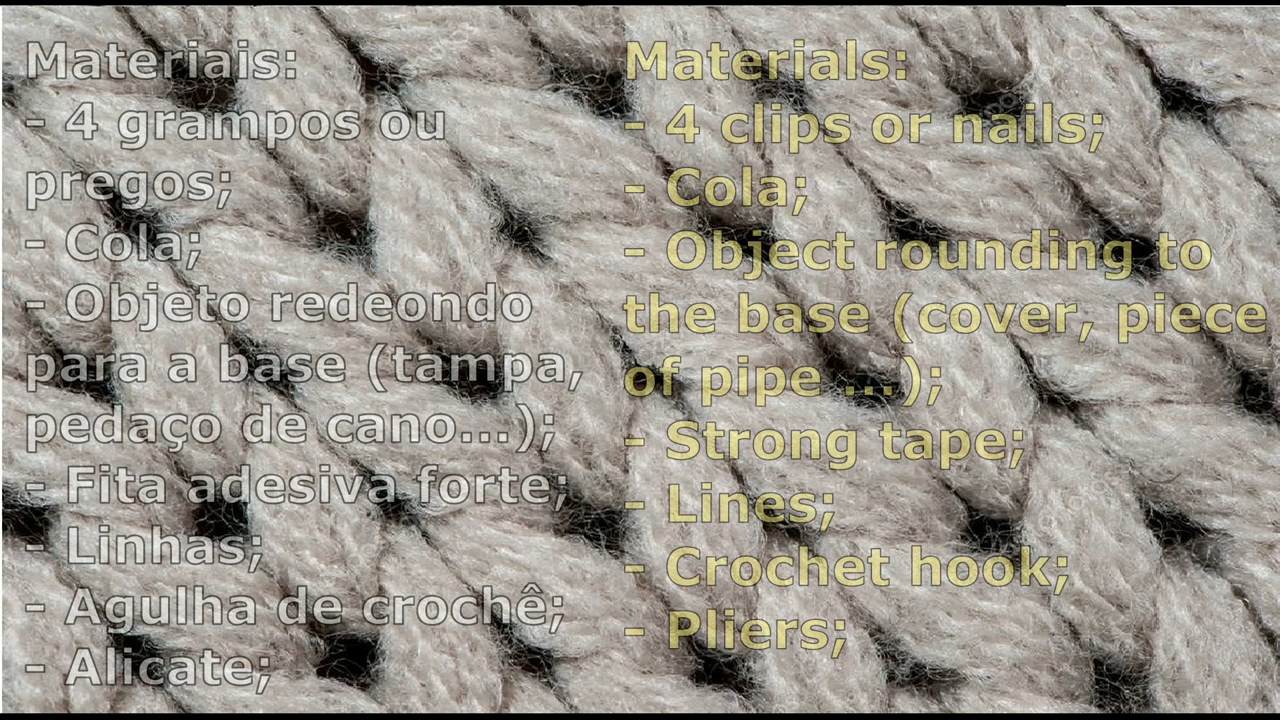 Materiais:
- 4 grampos ou
pregos;
- Cola;
- Objeto redeondo
para a base (tampa,
pedaço de cano...);
- Fita adesiva forte;
- Linhas;
- Agulha de crochê;
- Alicate;
Materials:
- 4 clips or nails;
- Cola;
- Object rounding to
the base (cover, piece
of pipe ...);
- Strong tape;
- Lines;
- Crochet hook;
- Pliers;